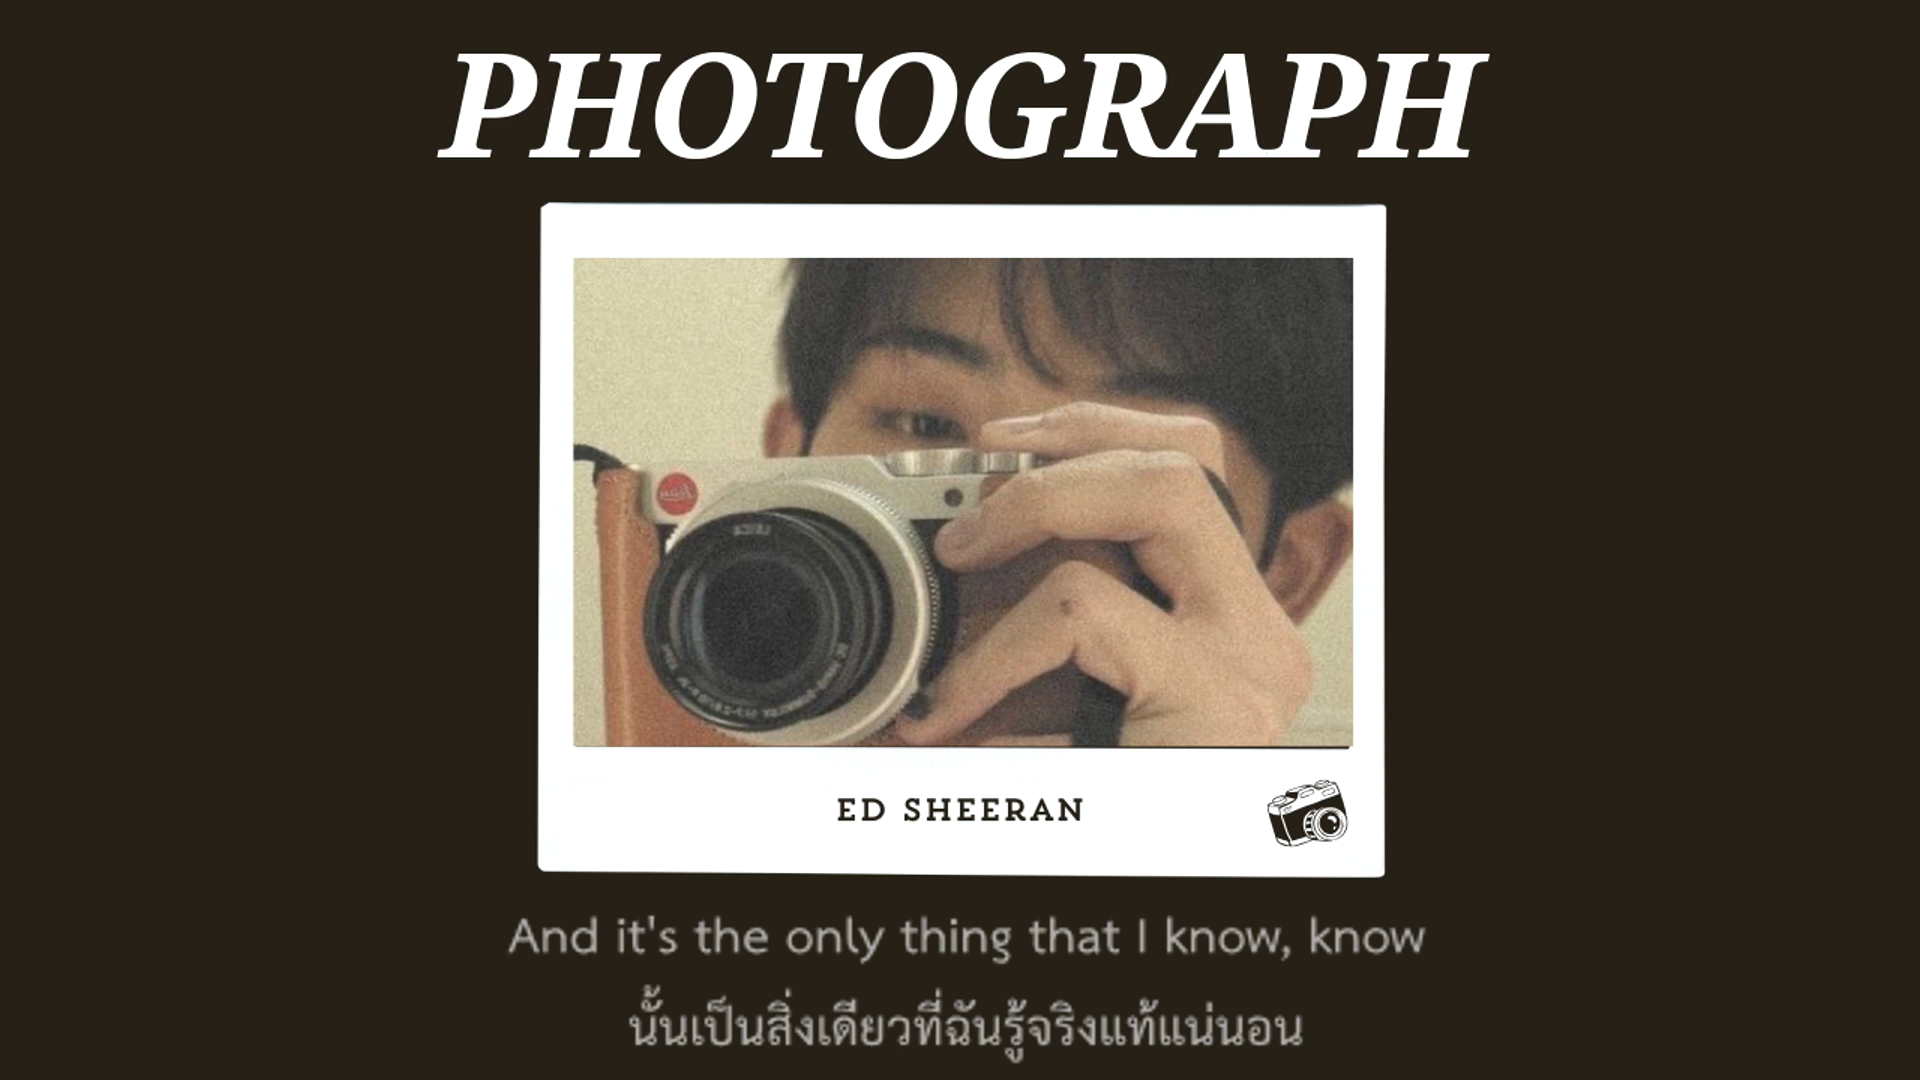 PHOTOGRAPH
ED SHEERAN
And it's the only thing that I know, know
นั้นเป็นสิ่งเดียวที่ฉันรู้จริงแท้แน่นอน